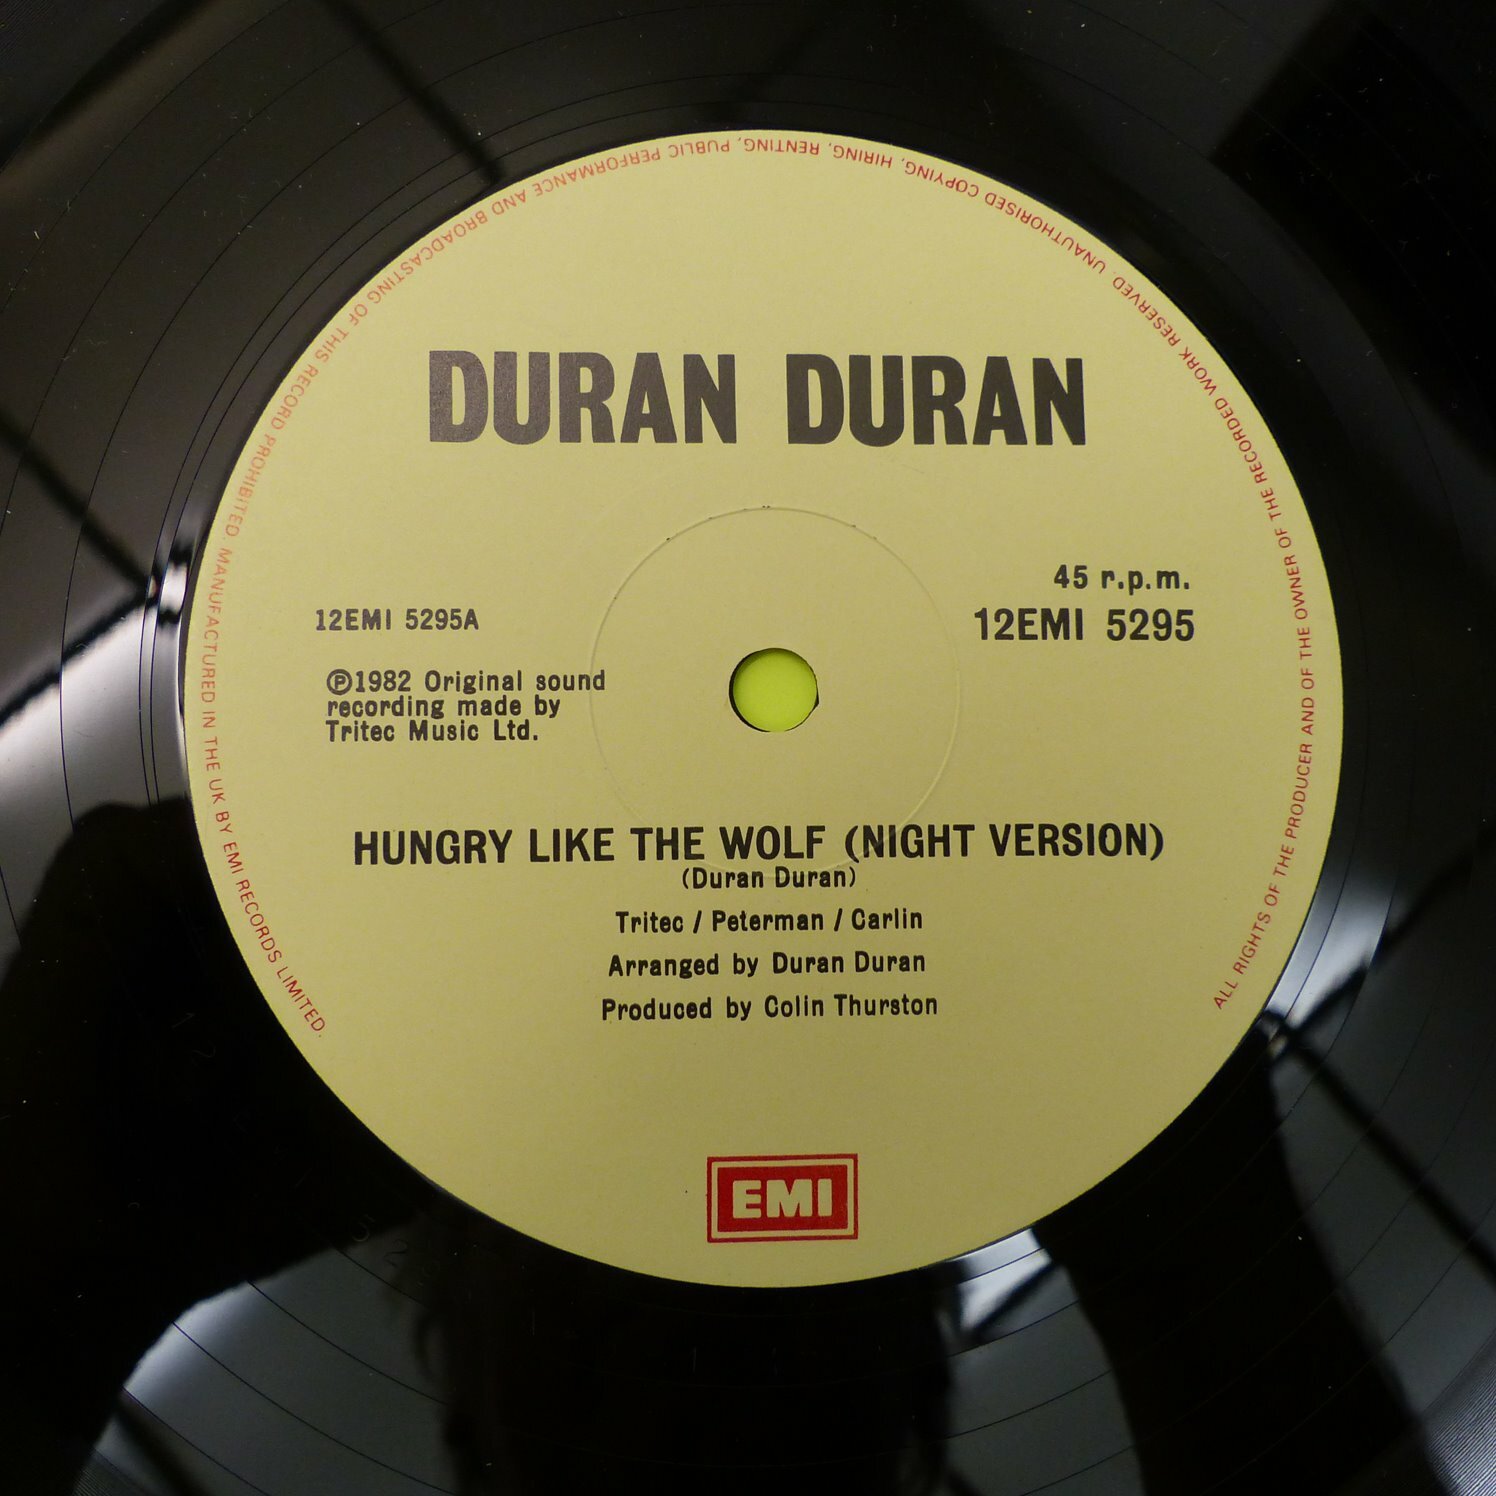 DURAN DURAN
45 r.p.m.
12EMI 5295A
12EMI 5295
Ⓟ1982 Original sound
recording made by
Tritec Music Ltd.
HUNGRY LIKE THE WOLF (NIGHT VERSION)
(Duran Duran)
Tritec / Peterman / Carlin
Arranged by Duran Duran
Produced by Colin Thurston
EMI
ALL RIGHTS OF THE PRODUCER AND OF THE OWNER OF THE RECORDED WORK RESERVED. UNAUTHORISED COPYING, HIRING, RENTING, PUBLIC PERFORMANCE AND BROADCASTING OF THIS RECORD PROHIBITED. MANUFACTURED IN THE UK BY EMI RECORDS LIMITED.